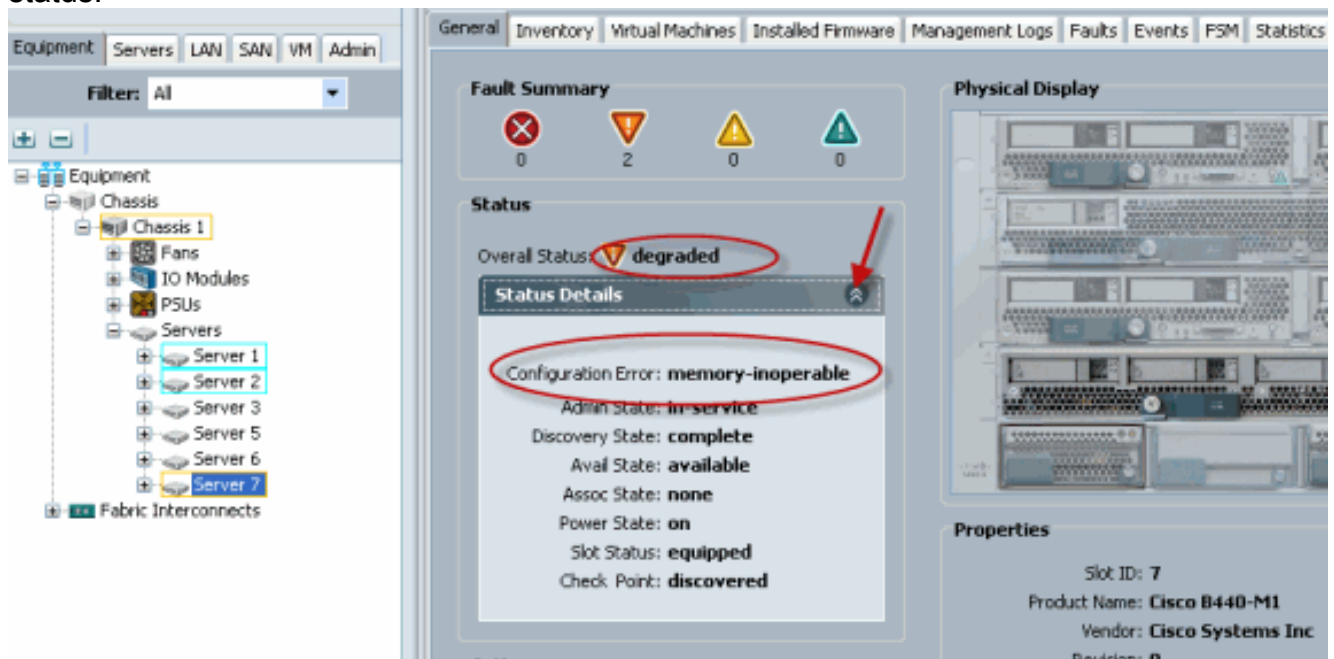 status.
Equipment Servers LAN SAN VM Admin
Filter: All
Equipment
Chassis
Chassis 1
Fans
IO Modules
PSUs
Servers
Server 1
Server 2
Server 3
Server 5
Server 6
Server 7
Fabric Interconnects
General Inventory Virtual Machines Installed Firmware Management Logs Faults Events FSM Statistics
Fault Summary
0 2 0 0
Status
Overall Status: degraded
Status Details
Configuration Error: memory-inoperable
Admin State: in-service
Discovery State: complete
Avail State: available
Assoc State: none
Power State: on
Slot Status: equipped
Check Point: discovered
Physical Display
Properties
Slot ID: 7
Product Name: Cisco B440-M1
Vendor: Cisco Systems Inc
Revision: 0